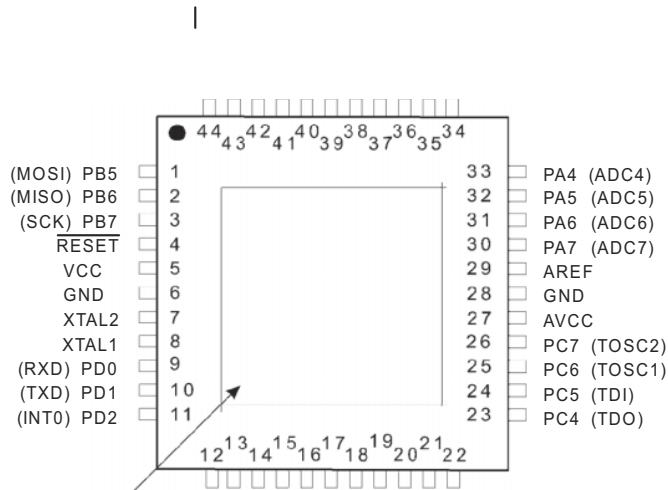 44 43 42 41 40 39 38 37 36 35 34
(MOSI) PB5 1 33 PA4 (ADC4)
(MISO) PB6 2 32 PA5 (ADC5)
(SCK) PB7 3 31 PA6 (ADC6)
RESET 4 30 PA7 (ADC7)
VCC 5 29 AREF
GND 6 28 GND
XTAL2 7 27 AVCC
XTAL1 8 26 PC7 (TOSC2)
(RXD) PD0 9 25 PC6 (TOSC1)
(TXD) PD1 10 24 PC5 (TDI)
(INT0) PD2 11 23 PC4 (TDO)
12 13 14 15 16 17 18 19 20 21 22